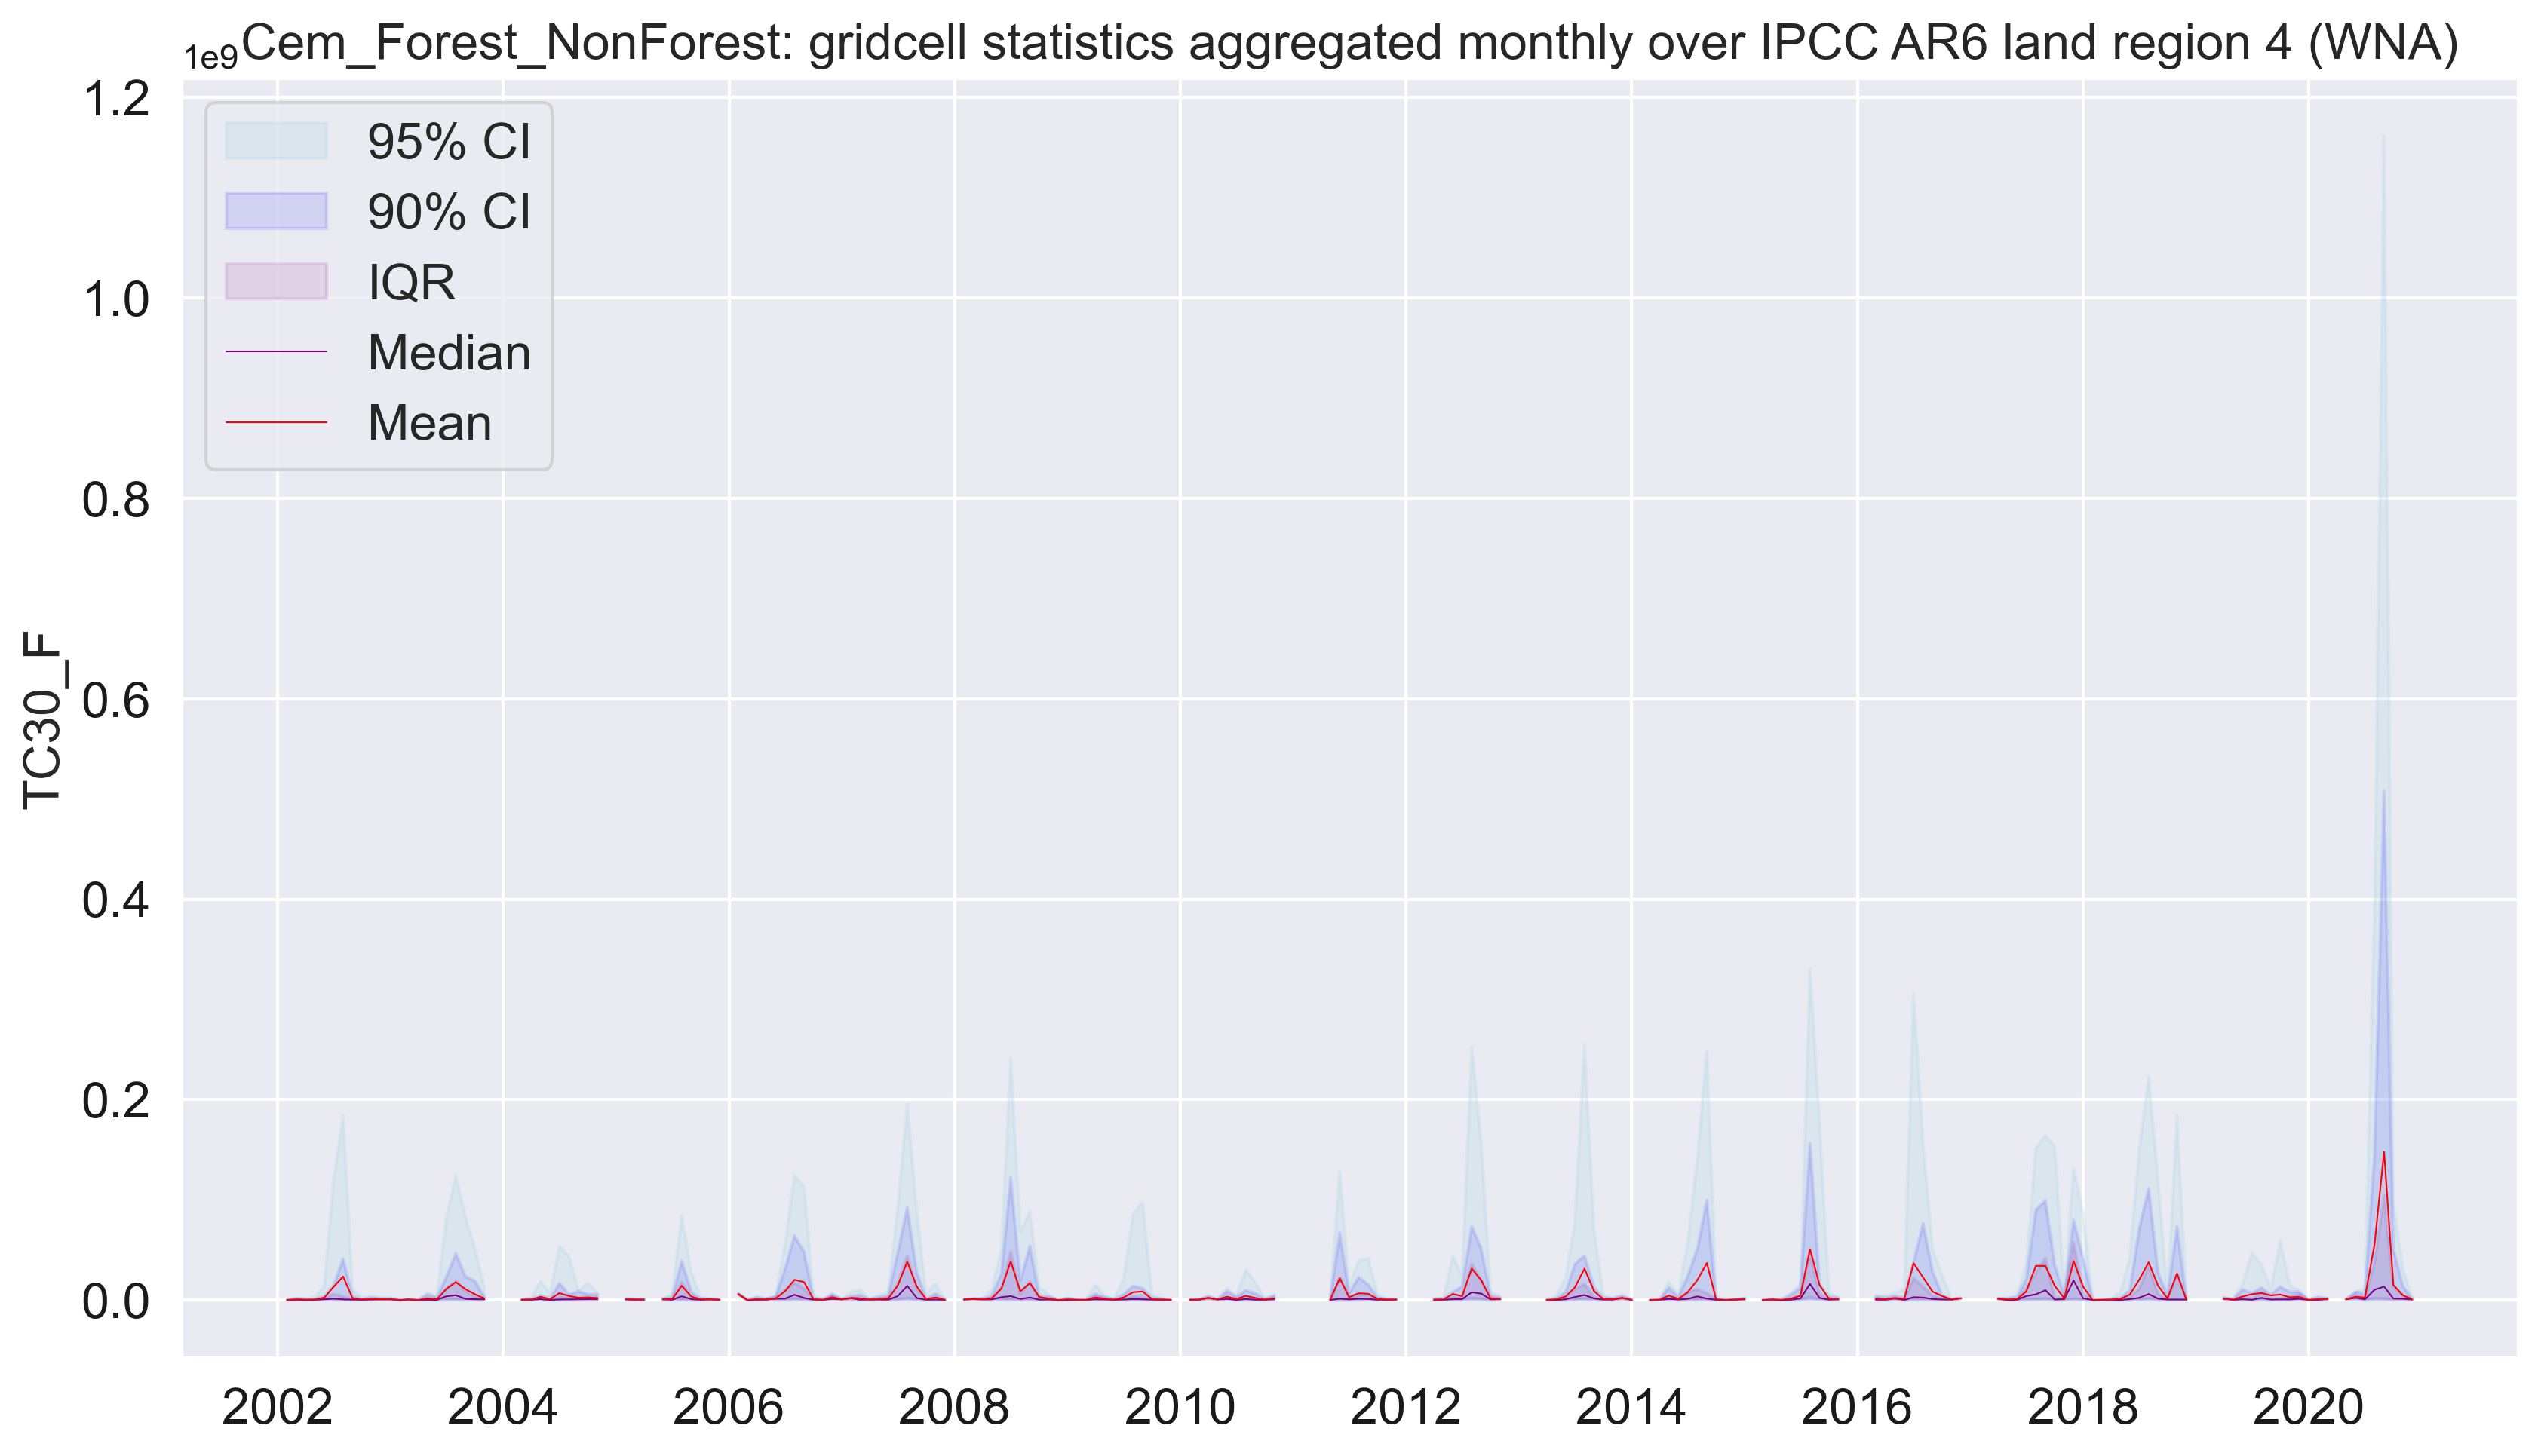 Cem_Forest_NonForest: gridcell statistics aggregated monthly over IPCC AR6 land region 4 (WNA)
1e9
1.2
1.0
0.8
0.6
0.4
0.2
0.0
TC30_F
95% CI
90% CI
IQR
Median
Mean
2002 2004 2006 2008 2010 2012 2014 2016 2018 2020